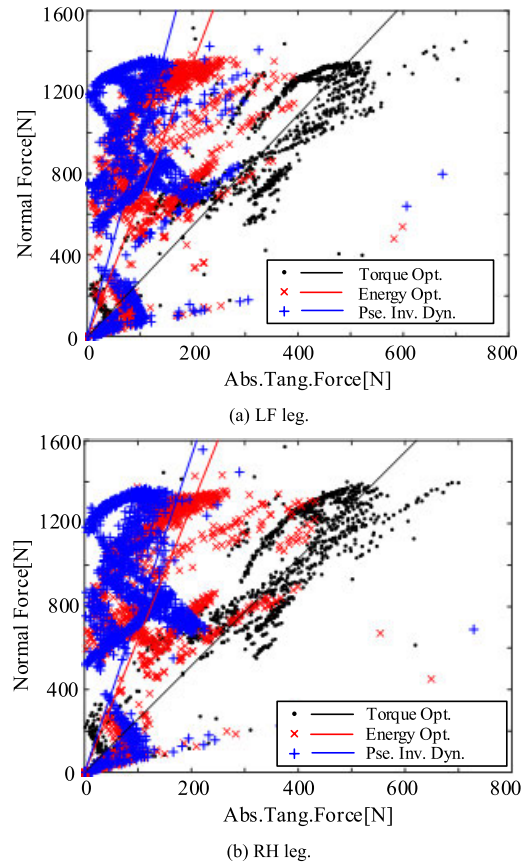 1600
1200
800
400
0
Normal Force[N]
Torque Opt.
Energy Opt.
Pse. Inv. Dyn.
0 200 400 600 800
Abs.Tang.Force[N]
(a) LF leg.
1600
1200
800
400
0
Normal Force[N]
Torque Opt.
Energy Opt.
Pse. Inv. Dyn.
0 200 400 600 800
Abs.Tang.Force[N]
(b) RH leg.